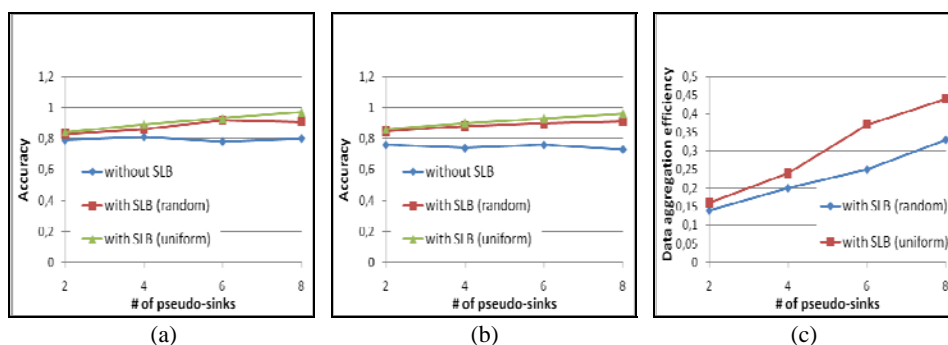 1,2
1
0,8
0,6
0,4
0,2
0
Accuracy
without SLB
with SLB (random)
with SLB (uniform)
2 4 6 8
# of pseudo-sinks
(a)
1,2
1
0,8
0,6
0,4
0,2
0
Accuracy
without SLB
with SLB (random)
with SLB (uniform)
2 4 6 8
# of pseudo-sinks
(b)
0,5
0,45
0,4
0,35
0,3
0,25
0,2
0,15
0,1
0,05
0
Data aggregation efficiency
with SLB (random)
with SLB (uniform)
2 4 6 8
# of pseudo-sinks
(c)